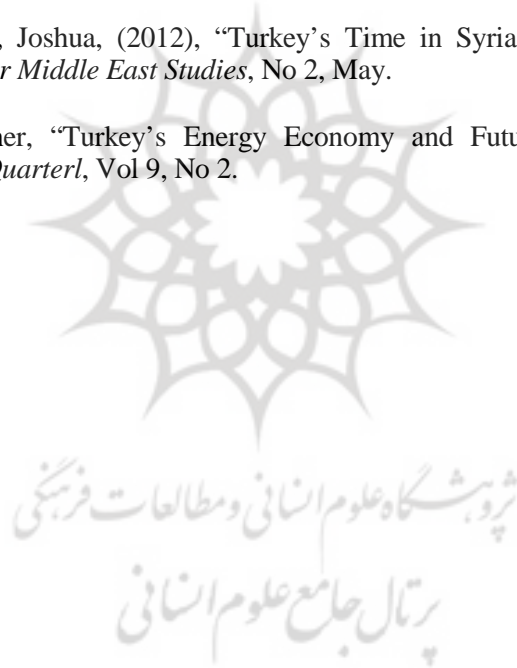 , Joshua, (2012), “Turkey’s Time in Syria
r Middle East Studies, No 2, May.
ner, “Turkey’s Energy Economy and Futu
Quarterl, Vol 9, No 2.
پژوهشگاه علوم انسانی و مطالعات فرهنگی
پرتال جامع علوم انسانی